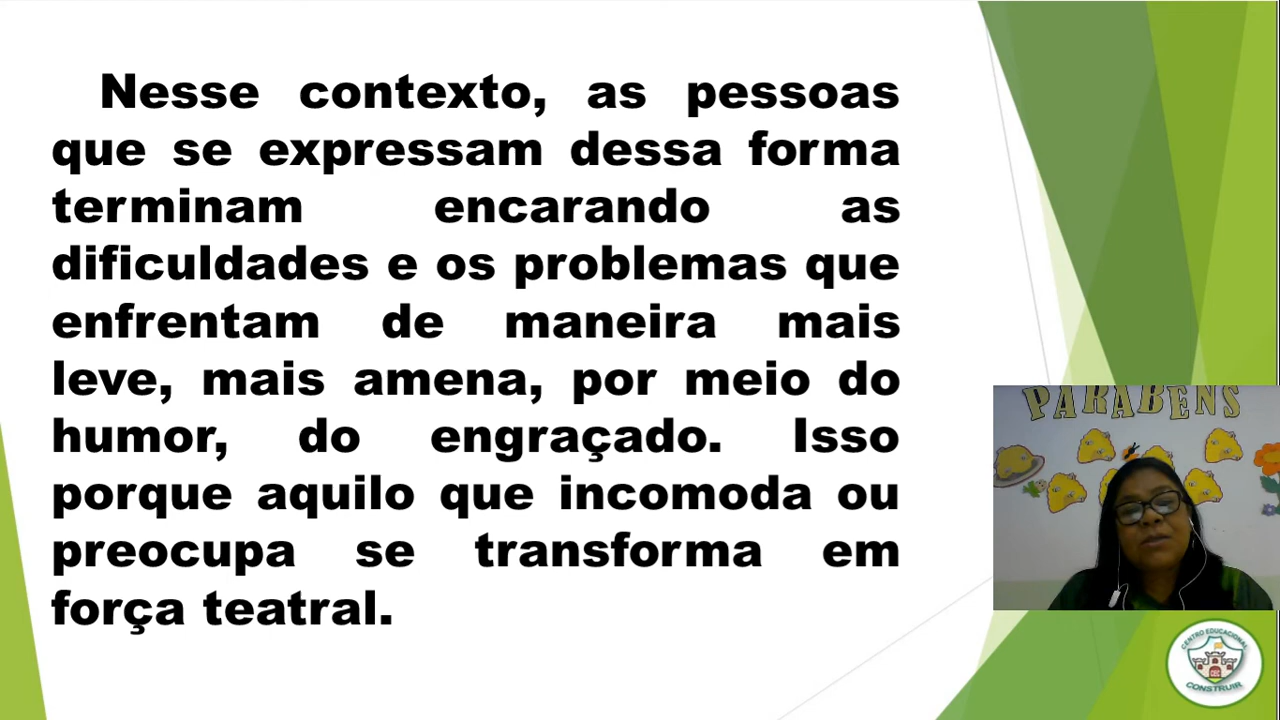 Nesse contexto, as pessoas
que se expressam dessa forma
terminam encarando as
dificuldades e os problemas que
enfrentam de maneira mais
leve, mais amena, por meio do
humor, do engraçado. Isso
porque aquilo que incomoda ou
preocupa se transforma em
força teatral.
PARABENS
CENTRO EDUCACIONAL
CONSTRUIR